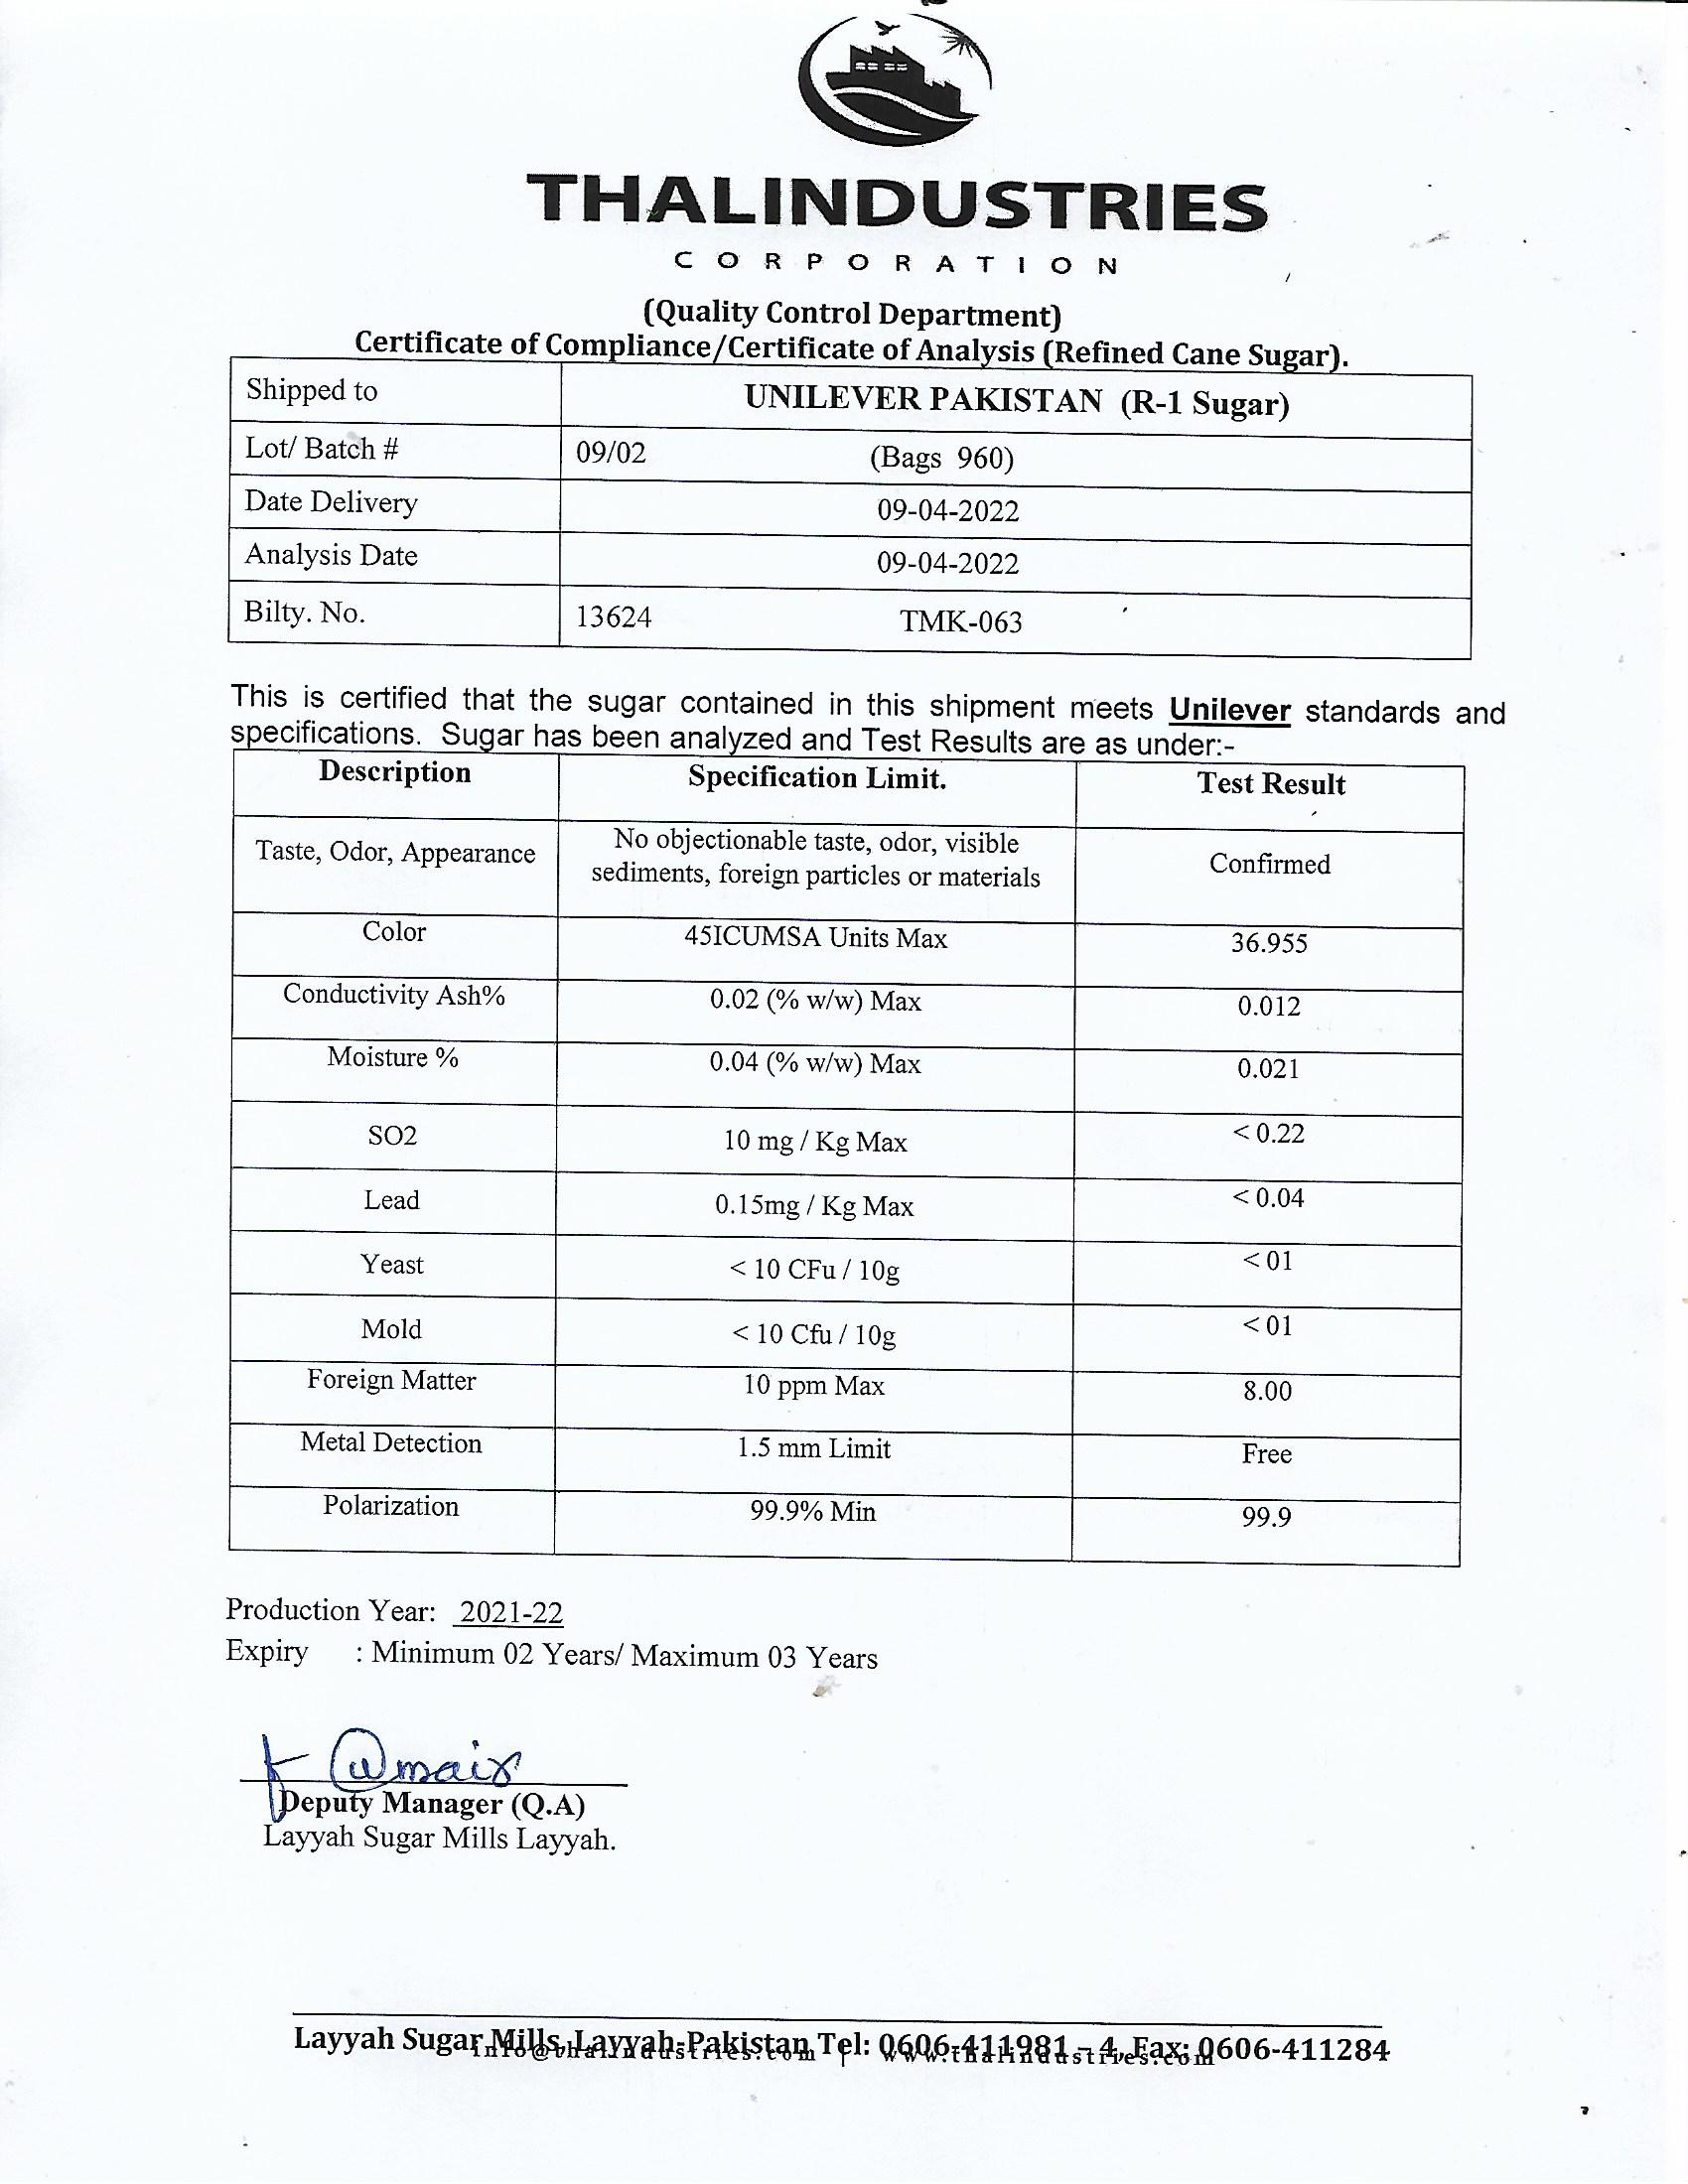 THALINDUSTRIES
CORPORATION
(Quality Control Department)
Certificate of Compliance/Certificate of Analysis (Refined Cane Sugar).
Shipped to UNILEVER PAKISTAN (R-1 Sugar)
Lot/ Batch # 09/02 (Bags 960)
Date Delivery 09-04-2022
Analysis Date 09-04-2022
Bilty. No. 13624 TMK-063
This is certified that the sugar contained in this shipment meets Unilever standards and
specifications. Sugar has been analyzed and Test Results are as under:-
Description Specification Limit. Test Result
Taste, Odor, Appearance No objectionable taste, odor, visible
sediments, foreign particles or materials Confirmed
Color 45ICUMSA Units Max 36.955
Conductivity Ash% 0.02 (% w/w) Max 0.012
Moisture % 0.04 (% w/w) Max 0.021
SO2 10 mg / Kg Max < 0.22
Lead 0.15mg / Kg Max < 0.04
Yeast < 10 CFu / 10g < 01
Mold < 10 Cfu / 10g < 01
Foreign Matter 10 ppm Max 8.00
Metal Detection 1.5 mm Limit Free
Polarization 99.9% Min 99.9
Production Year: 2021-22
Expiry : Minimum 02 Years/ Maximum 03 Years
Deputy Manager (Q.A)
Layyah Sugar Mills Layyah.
Layyah Sugar Mills, Layyah-Pakistan Tel: 0606-411981 – 4, Fax: 0606-411284
info@thalindustries.com | www.thalindustries.com